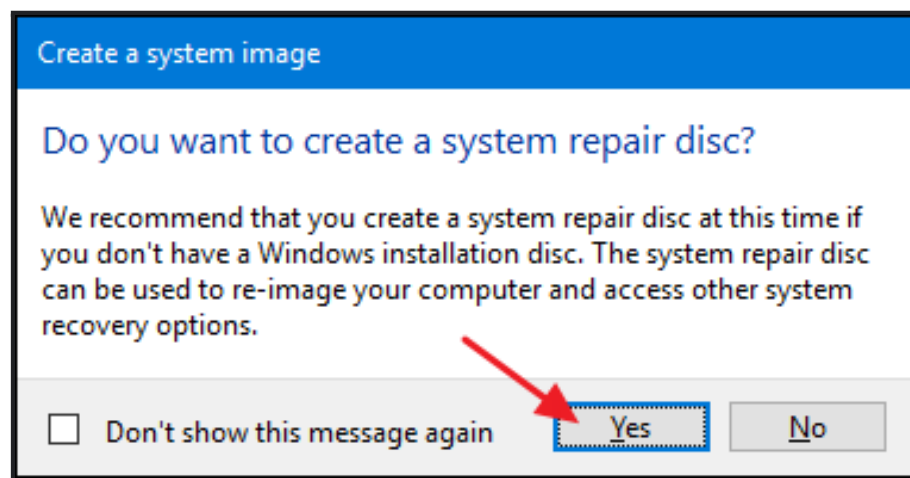 Create a system image
Do you want to create a system repair disc?
We recommend that you create a system repair disc at this time if
you don't have a Windows installation disc. The system repair disc
can be used to re-image your computer and access other system
recovery options.
Don't show this message again
Yes
No